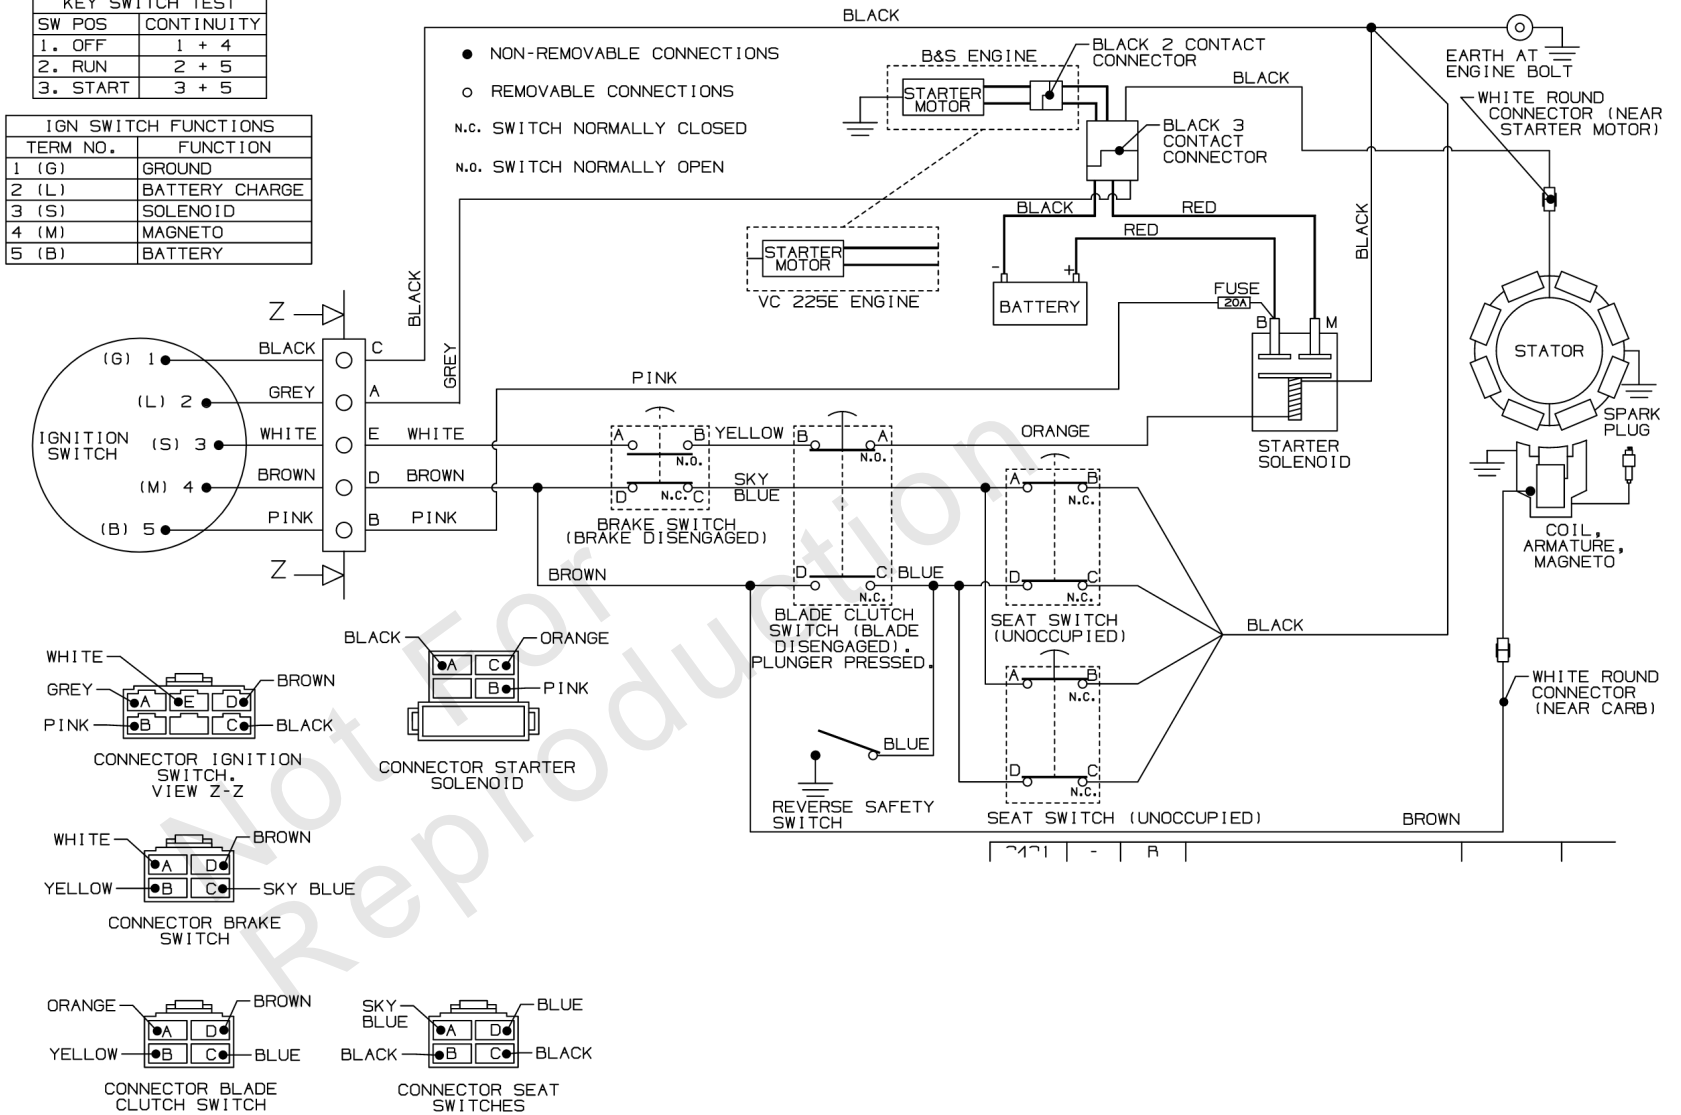 KEY SWITCH TEST
SW POS CONTINUITY
1. OFF 1 + 4
2. RUN 2 + 5
3. START 3 + 5
IGN SWITCH FUNCTIONS
TERM NO. FUNCTION
1 (G) GROUND
2 (L) BATTERY CHARGE
3 (S) SOLENOID
4 (M) MAGNETO
5 (B) BATTERY
NON-REMOVABLE CONNECTIONS
REMOVABLE CONNECTIONS
N.C. SWITCH NORMALLY CLOSED
N.O. SWITCH NORMALLY OPEN
BLACK
B&S ENGINE
STARTER
MOTOR
BLACK 2 CONTACT
CONNECTOR
BLACK
EARTH AT
ENGINE BOLT
WHITE ROUND
CONNECTOR (NEAR
STARTER MOTOR)
BLACK 3
CONTACT
CONNECTOR
BLACK
RED
RED
BLACK
STARTER
MOTOR
VC 225E ENGINE
- +
BATTERY
FUSE
20A
B M
STARTER
SOLENOID
STATOR
SPARK
PLUG
COIL,
ARMATURE,
MAGNETO
Z
BLACK
GREY
IGNITION
SWITCH
(G) 1 BLACK C
(L) 2 GREY A
(S) 3 WHITE E WHITE
(M) 4 BROWN D BROWN
(B) 5 PINK B PINK
Z
PINK
A B
N.O.
D N.C. C
BRAKE SWITCH
(BRAKE DISENGAGED)
YELLOW
SKY
BLUE
B A
N.O.
D C
N.C.
BLADE CLUTCH
SWITCH (BLADE
DISENGAGED).
PLUNGER PRESSED.
BROWN
BLUE
ORANGE
A B
N.C.
D C
N.C.
SEAT SWITCH
(UNOCCUPIED)
A B
N.C.
D C
N.C.
SEAT SWITCH (UNOCCUPIED)
BLACK
BLUE
REVERSE SAFETY
SWITCH
BROWN
WHITE ROUND
CONNECTOR
(NEAR CARB)
WHITE
GREY
PINK
A E D
B C
BROWN
BLACK
CONNECTOR IGNITION
SWITCH.
VIEW Z-Z
BLACK
A C
B
ORANGE
PINK
CONNECTOR STARTER
SOLENOID
WHITE
YELLOW
A D
B C
BROWN
SKY BLUE
CONNECTOR BRAKE
SWITCH
ORANGE
YELLOW
A D
B C
BROWN
BLUE
CONNECTOR BLADE
CLUTCH SWITCH
SKY
BLUE
BLACK
A D
B C
BLUE
BLACK
CONNECTOR SEAT
SWITCHES
Not For
Reproduction